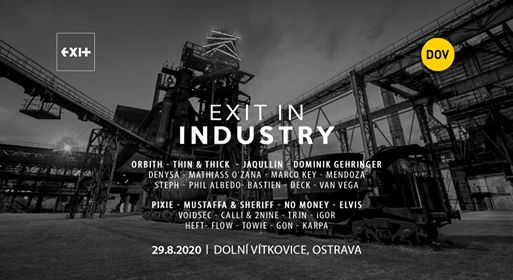 EXIT
DOV
EXIT IN
INDUSTRY
ORBITH - THIN & THICK - JAQULLIN - DOMINIK GEHRINGER
DENYSA - MATHIASS O'ZANA - MARCO KEY - MENDOZA
STEPH - PHIL ALBEDO- BASTIEN - DECK - VAN VEGA
PIXIE - MUSTAFFA & SHERIFF - NO MONEY - ELVIS
VOIDSEC - CALLI & 2NINE - TRJN - iGOR
HEFT- FLOW - TOWIE - GON - KARPA
29.8.2020 | DOLNÍ VÍTKOVICE, OSTRAVA